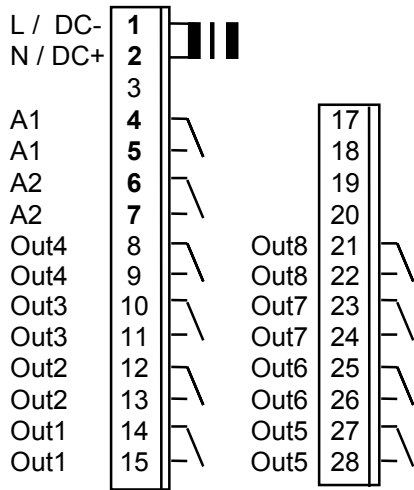 L / DC- 1
N / DC+ 2
3
A1 4
A1 5
A2 6
A2 7
Out4 8
Out4 9
Out3 10
Out3 11
Out2 12
Out2 13
Out1 14
Out1 15
17
18
19
20
Out8 21
Out8 22
Out7 23
Out7 24
Out6 25
Out6 26
Out5 27
Out5 28